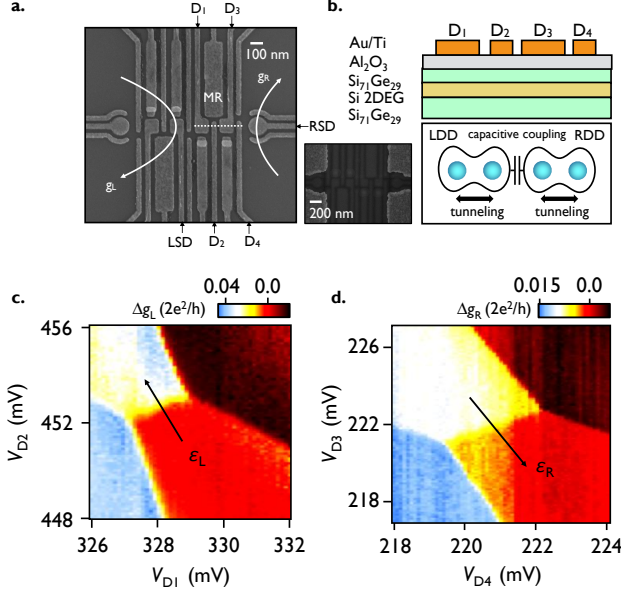 a.
D1
D3
100 nm
gR
MR
RSD
gL
LSD
D2
D4
200 nm
b.
D1 D2 D3 D4
Au/Ti
Al2O3
Si71Ge29
Si 2DEG
Si71Ge29
LDD capacitive coupling RDD
tunneling tunneling
c.
0.04 0.0
ΔgL (2e²/h)
456
452
448
VD2 (mV)
εL
326 328 330 332
VD1 (mV)
d.
0.015 0.0
ΔgR (2e²/h)
226
222
218
VD3 (mV)
εR
218 220 222 224
VD4 (mV)